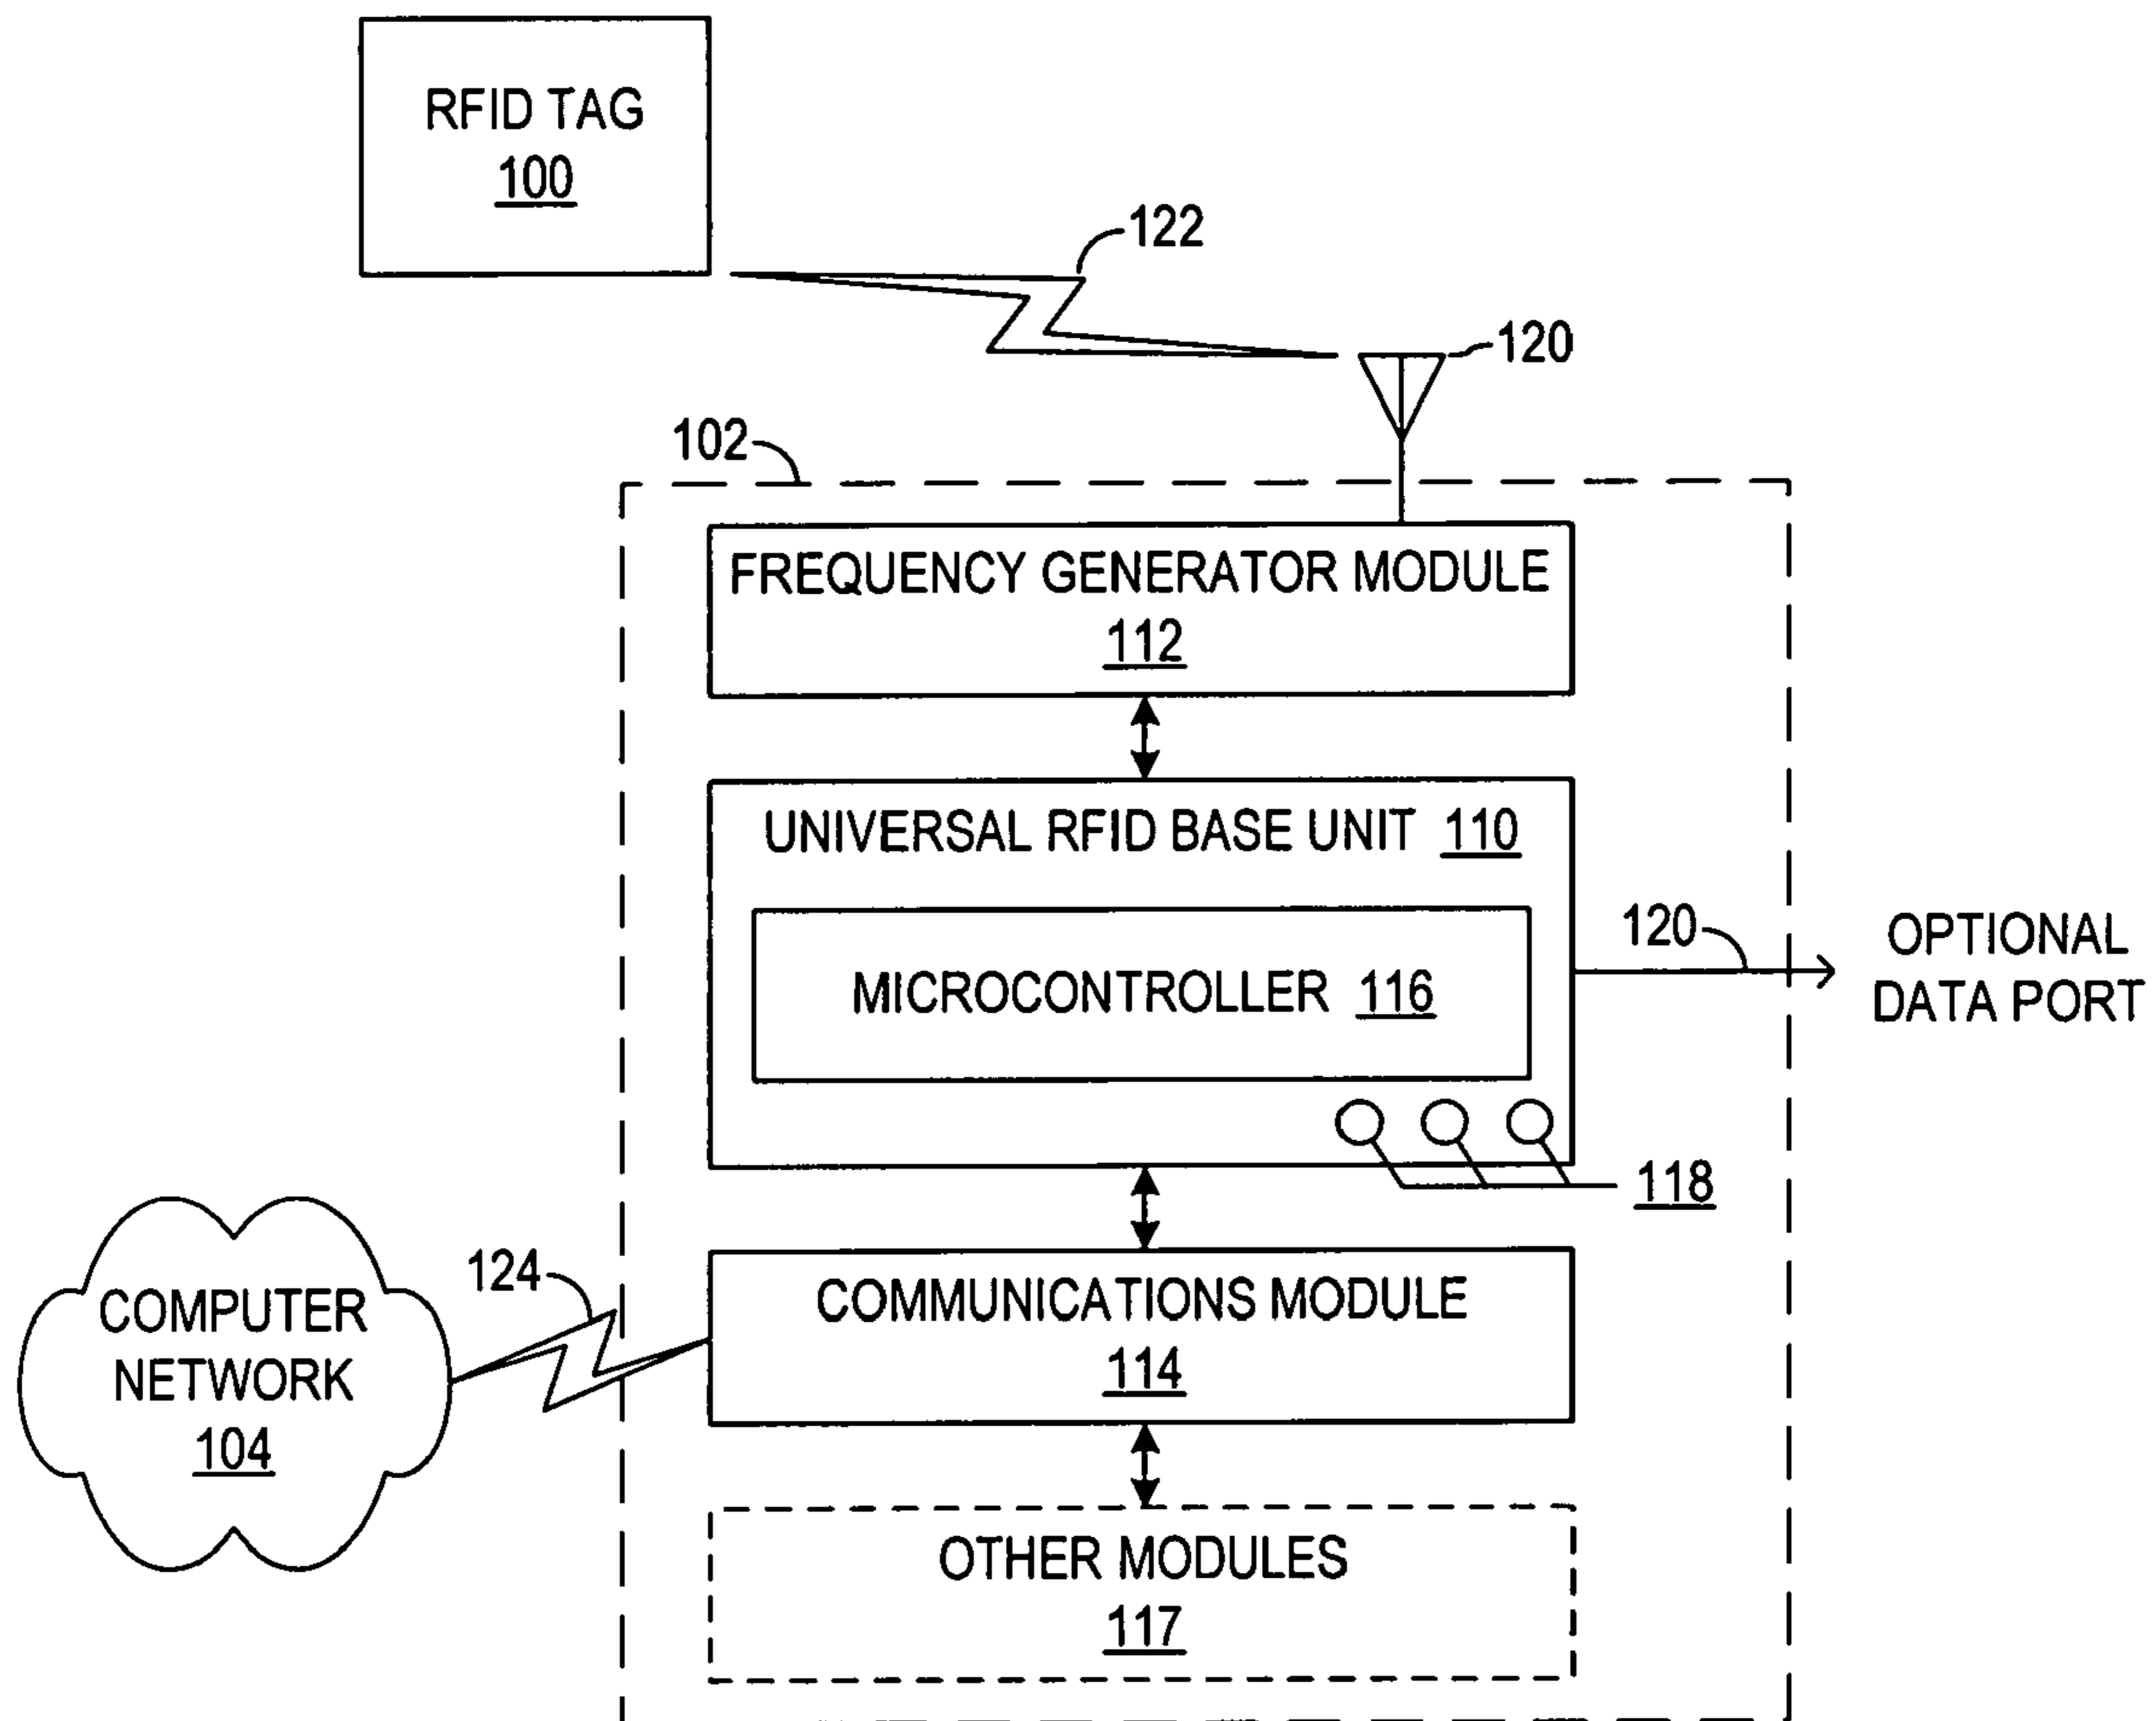 RFID TAG
100
122
120
102
FREQUENCY GENERATOR MODULE
112
UNIVERSAL RFID BASE UNIT 110
MICROCONTROLLER 116
120
OPTIONAL
DATA PORT
118
COMMUNICATIONS MODULE
114
124
COMPUTER
NETWORK
104
OTHER MODULES
117